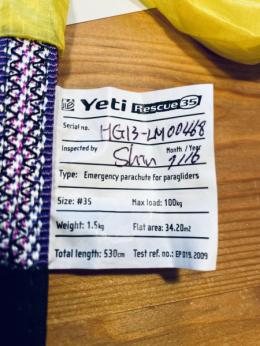 Yeti Rescue 35
Serial no. HG13-LM00468
Inspected by Month / Year
7/16
Type: Emergency parachute for paragliders
Size: #35 Max load: 100kg
Weight: 1.5kg Flat area: 34.20m2
Total length: 530cm Test ref. no.: EP 019. 2009